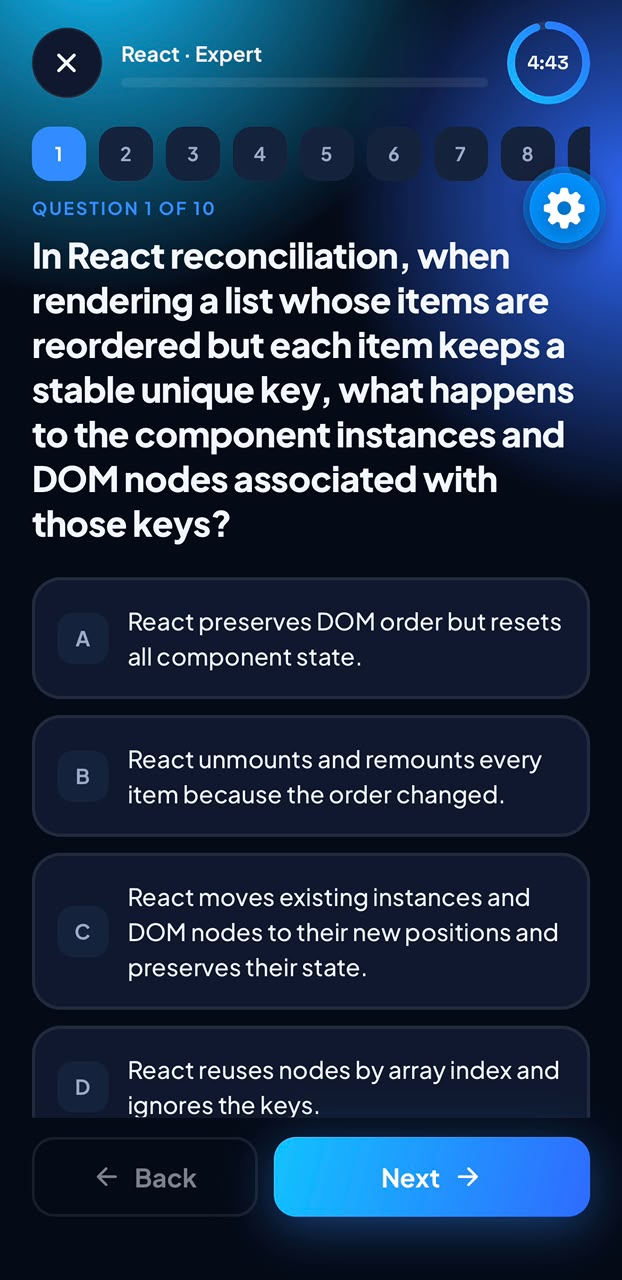 React · Expert
4:43
1 2 3 4 5 6 7 8
QUESTION 1 OF 10
In React reconciliation, when
rendering a list whose items are
reordered but each item keeps a
stable unique key, what happens
to the component instances and
DOM nodes associated with
those keys?
A
React preserves DOM order but resets
all component state.
B
React unmounts and remounts every
item because the order changed.
C
React moves existing instances and
DOM nodes to their new positions and
preserves their state.
D
React reuses nodes by array index and
ignores the keys.
← Back
Next →